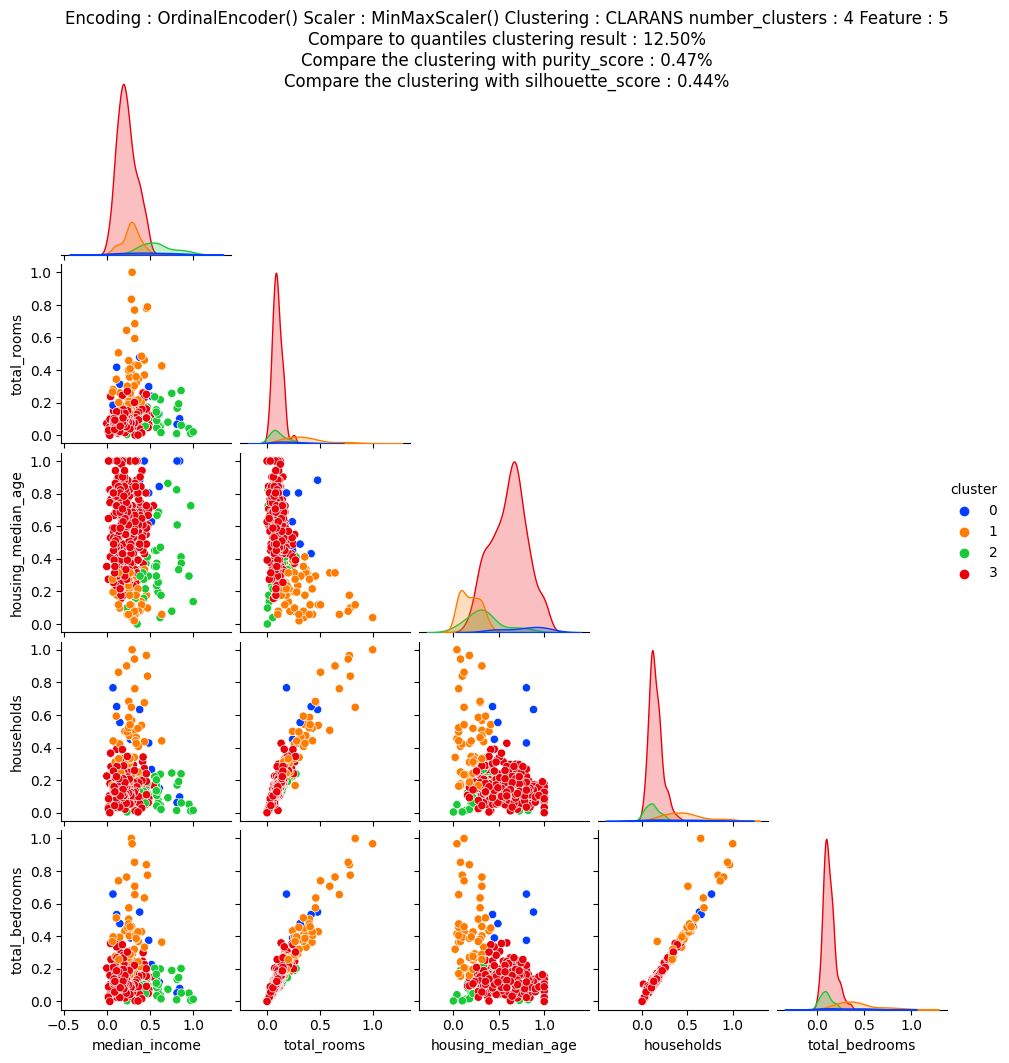 Encoding : OrdinalEncoder() Scaler : MinMaxScaler() Clustering : CLARANS number_clusters : 4 Feature : 5
Compare to quantiles clustering result : 12.50%
Compare the clustering with purity_score : 0.47%
Compare the clustering with silhouette_score : 0.44%
1.0
0.8
0.6
0.4
0.2
0.0
total_rooms
1.0
0.8
0.6
0.4
0.2
0.0
housing_median_age
cluster
0
1
2
3
1.0
0.8
0.6
0.4
0.2
0.0
households
1.0
0.8
0.6
0.4
0.2
0.0
total_bedrooms
−0.5 0.0 0.5 1.0
0.0 0.5 1.0
0.0 0.5 1.0
0.0 0.5 1.0
0.0 0.5 1.0
median_income
total_rooms
housing_median_age
households
total_bedrooms